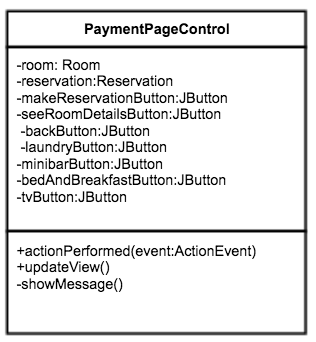 PaymentPageControl
-room: Room
-reservation:Reservation
-makeReservationButton:JButton
-seeRoomDetailsButton:JButton
-backButton:JButton
-laundryButton:JButton
-minibarButton:JButton
-bedAndBreakfastButton:JButton
-tvButton:JButton
+actionPerformed(event:ActionEvent)
+updateView()
-showMessage()